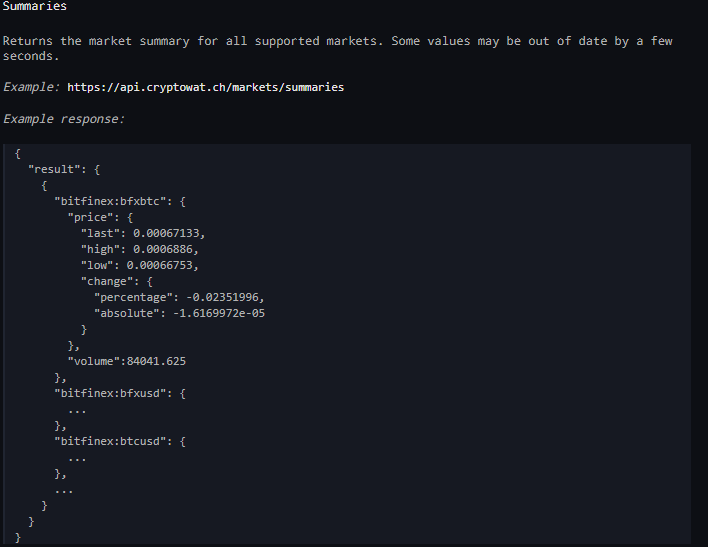 Summaries
Returns the market summary for all supported markets. Some values may be out of date by a few
seconds.
Example: https://api.cryptowat.ch/markets/summaries
Example response:
{
  "result": {
    {
      "bitfinex:bfxbtc": {
        "price": {
          "last": 0.00067133,
          "high": 0.0006886,
          "low": 0.00066753,
          "change": {
            "percentage": -0.02351996,
            "absolute": -1.6169972e-05
          }
        },
        "volume":84041.625
      },
      "bitfinex:bfxusd": {
        ...
      },
      "bitfinex:btcusd": {
        ...
      },
      ...
    }
  }
}